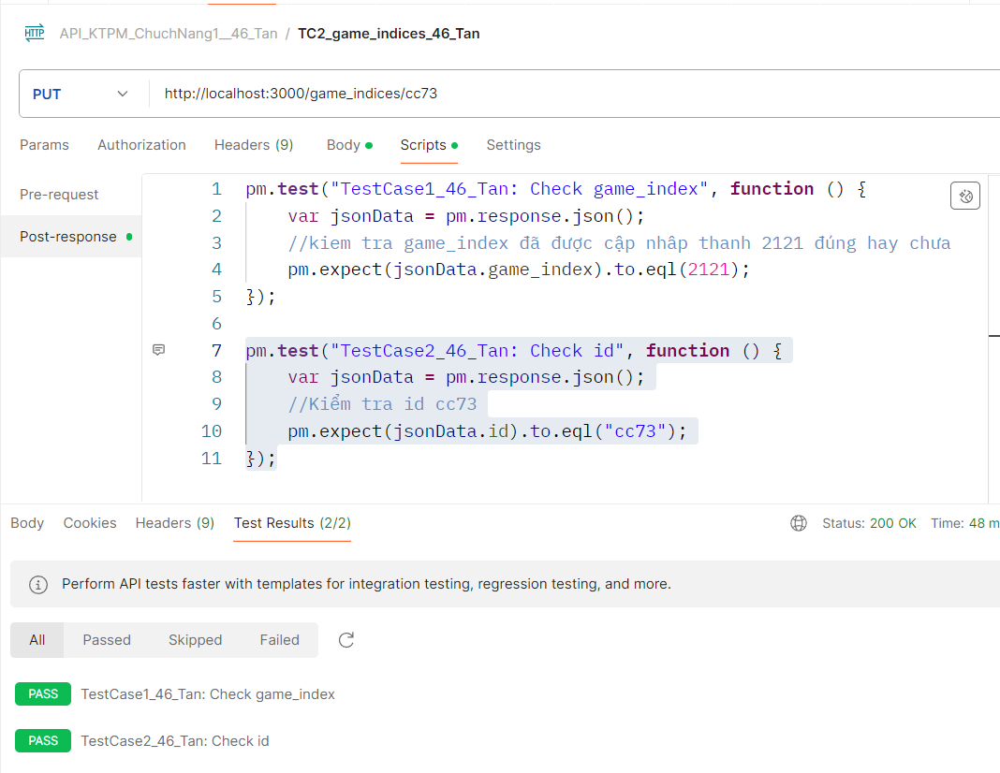 HTTP API_KTPM_ChuchNang1__46_Tan / TC2_game_indices_46_Tan
PUT http://localhost:3000/game_indices/cc73
Params Authorization Headers (9) Body Scripts Settings
Pre-request
Post-response
1 pm.test("TestCase1_46_Tan: Check game_index", function () {
2 var jsonData = pm.response.json();
3 //kiem tra game_index đã được cập nhâp thanh 2121 đúng hay chưa
4 pm.expect(jsonData.game_index).to.eql(2121);
5 });
6
7 pm.test("TestCase2_46_Tan: Check id", function () {
8 var jsonData = pm.response.json();
9 //Kiểm tra id cc73
10 pm.expect(jsonData.id).to.eql("cc73");
11 });
Body Cookies Headers (9) Test Results (2/2) Status: 200 OK Time: 48 m
Perform API tests faster with templates for integration testing, regression testing, and more.
All Passed Skipped Failed
PASS TestCase1_46_Tan: Check game_index
PASS TestCase2_46_Tan: Check id